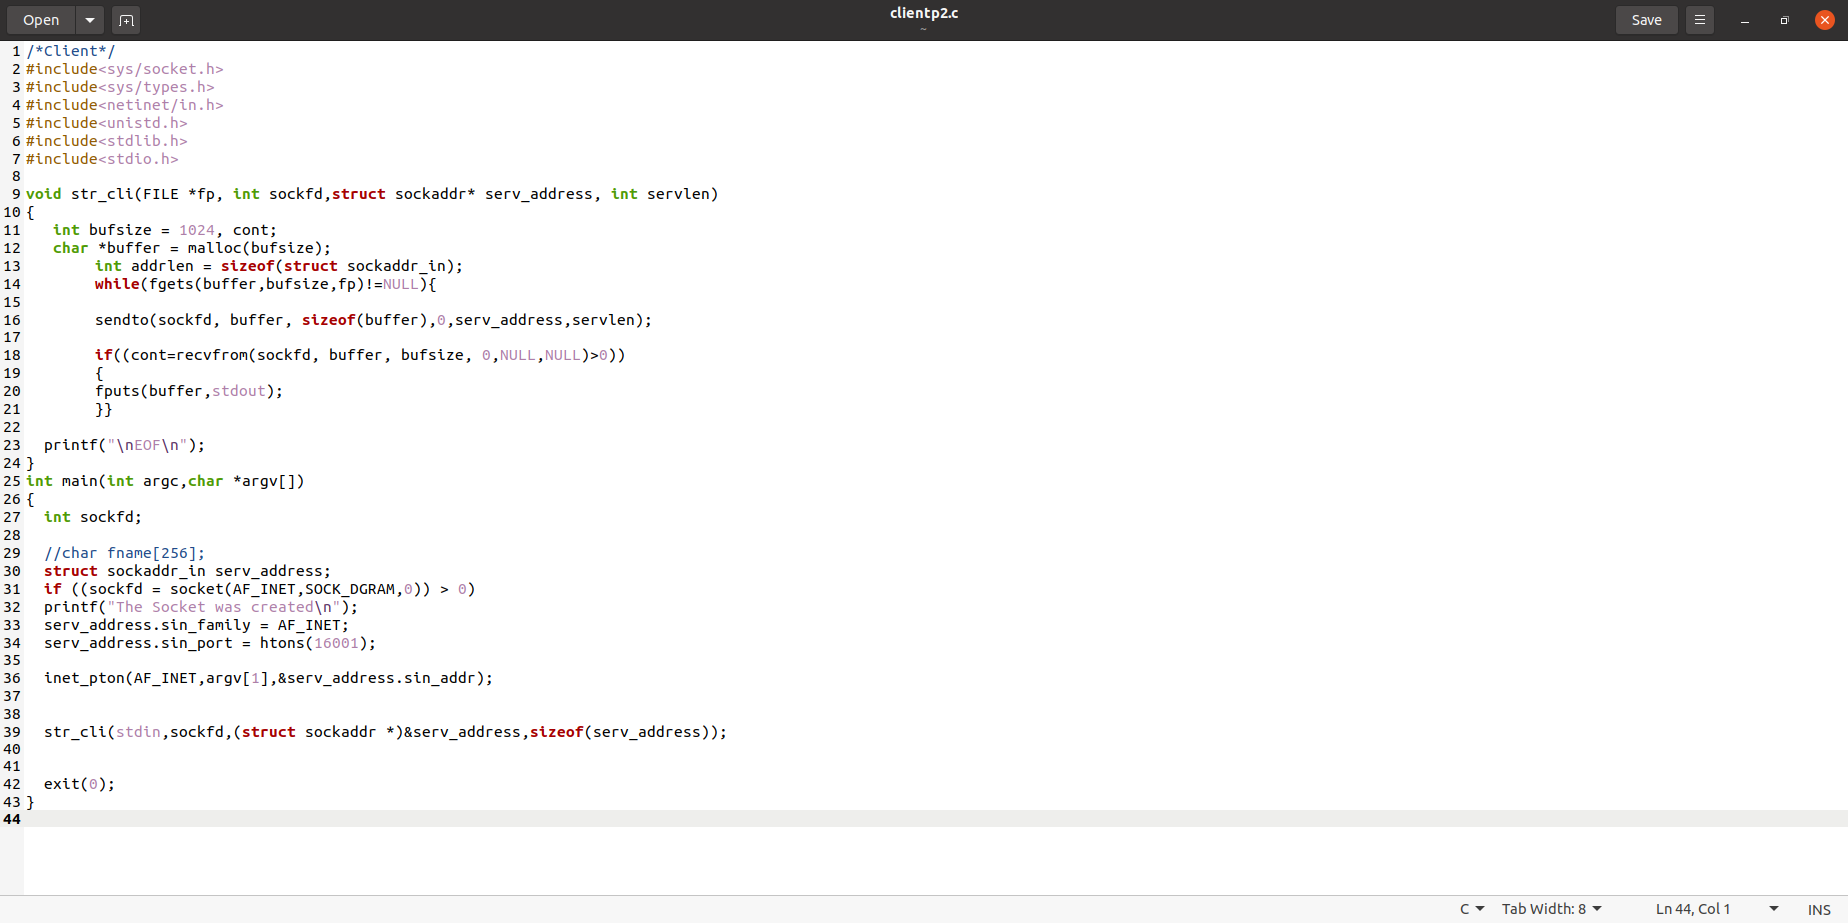 Open
clientp2.c
~
Save
1 /*Client*/
2 #include<sys/socket.h>
3 #include<sys/types.h>
4 #include<netinet/in.h>
5 #include<unistd.h>
6 #include<stdlib.h>
7 #include<stdio.h>
8
9 void str_cli(FILE *fp, int sockfd,struct sockaddr* serv_address, int servlen)
10 {
11    int bufsize = 1024, cont;
12    char *buffer = malloc(bufsize);
13         int addrlen = sizeof(struct sockaddr_in);
14         while(fgets(buffer,bufsize,fp)!=NULL){
15
16         sendto(sockfd, buffer, sizeof(buffer),0,serv_address,servlen);
17
18         if((cont=recvfrom(sockfd, buffer, bufsize, 0,NULL,NULL)>0))
19         {
20         fputs(buffer,stdout);
21         }}
22
23   printf("\nEOF\n");
24 }
25 int main(int argc,char *argv[])
26 {
27   int sockfd;
28
29   //char fname[256];
30   struct sockaddr_in serv_address;
31   if ((sockfd = socket(AF_INET,SOCK_DGRAM,0)) > 0)
32   printf("The Socket was created\n");
33   serv_address.sin_family = AF_INET;
34   serv_address.sin_port = htons(16001);
35
36   inet_pton(AF_INET,argv[1],&serv_address.sin_addr);
37
38
39   str_cli(stdin,sockfd,(struct sockaddr *)&serv_address,sizeof(serv_address));
40
41
42   exit(0);
43 }
44
C Tab Width: 8 Ln 44, Col 1 INS